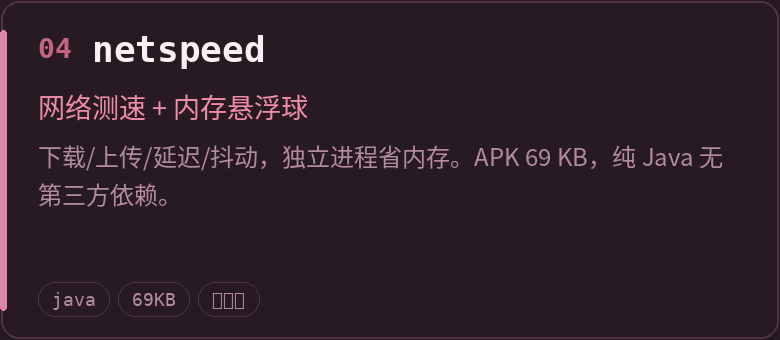 04 netspeed
网络测速 + 内存悬浮球
下载/上传/延迟/抖动，独立进程省内存。APK 69 KB，纯 Java 无
第三方依赖。
java 69KB